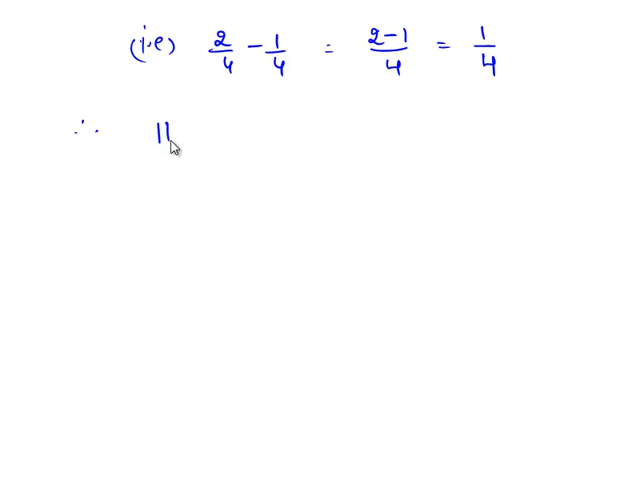 (i.e) 2/4 - 1/4 = 2-1/4 = 1/4
∴ 11